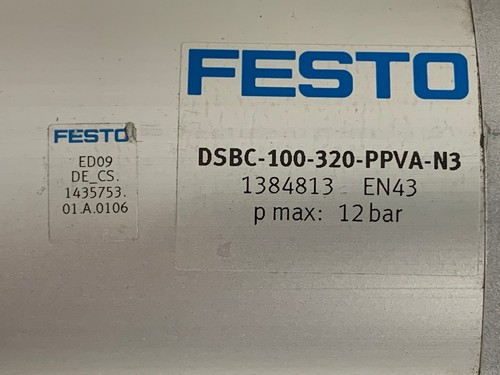 FESTO
ED09
DE_CS.
1435753.
01.A.0106
FESTO
DSBC-100-320-PPVA-N3
1384813 EN43
p max: 12 bar